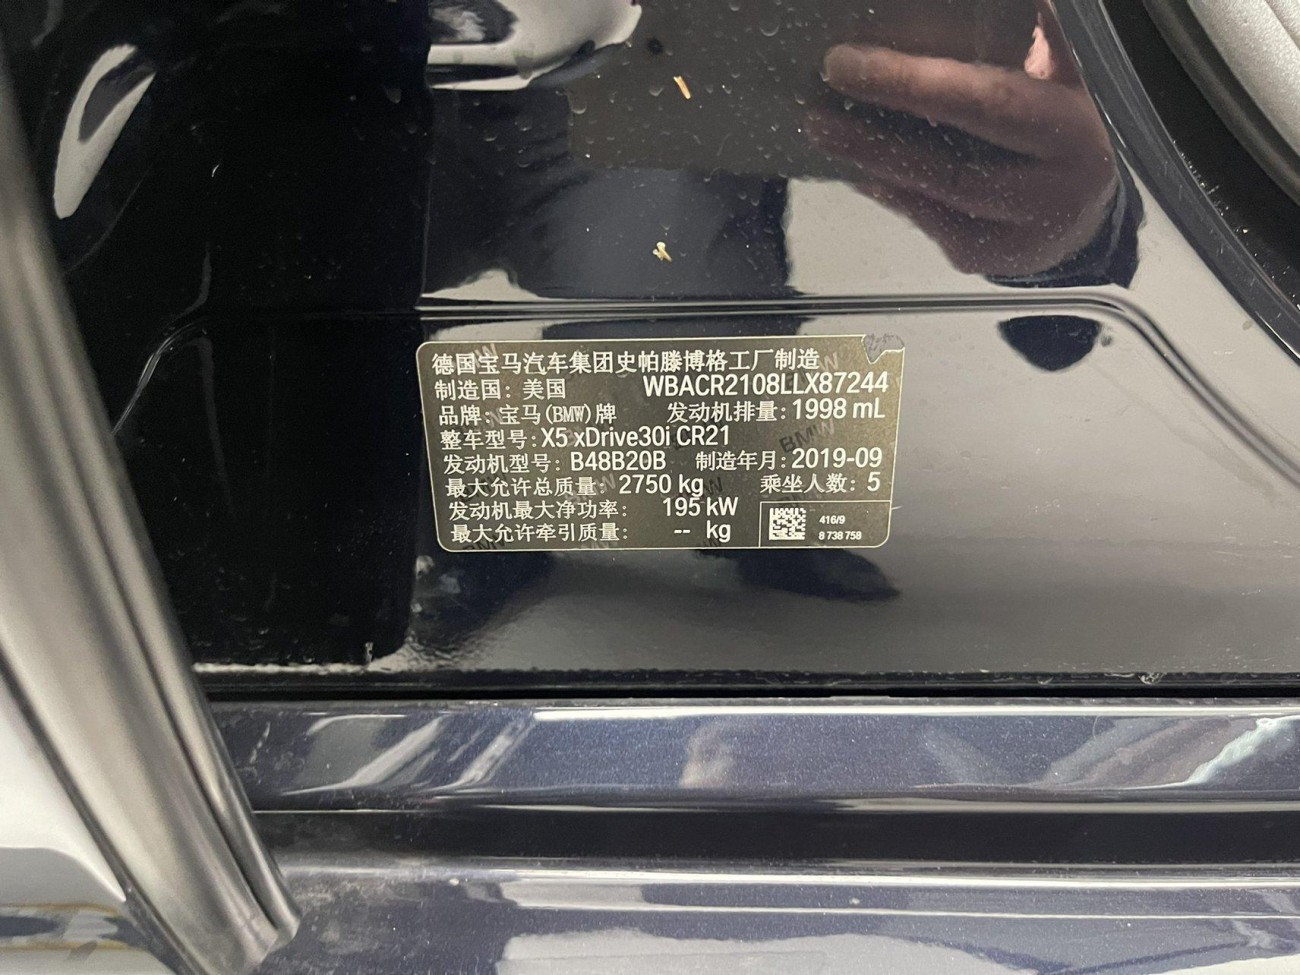 德国宝马汽车集团史帕滕博格工厂制造
制造国: 美国 WBACR2108LLX87244
品牌: 宝马(BMW)牌 发动机排量: 1998 mL
整车型号: X5 xDrive30i CR21
发动机型号: B48B20B 制造年月: 2019-09
最大允许总质量: 2750 kg 乘坐人数: 5
发动机最大净功率: 195 kW
最大允许牵引质量: -- kg
416/9
8 738 758